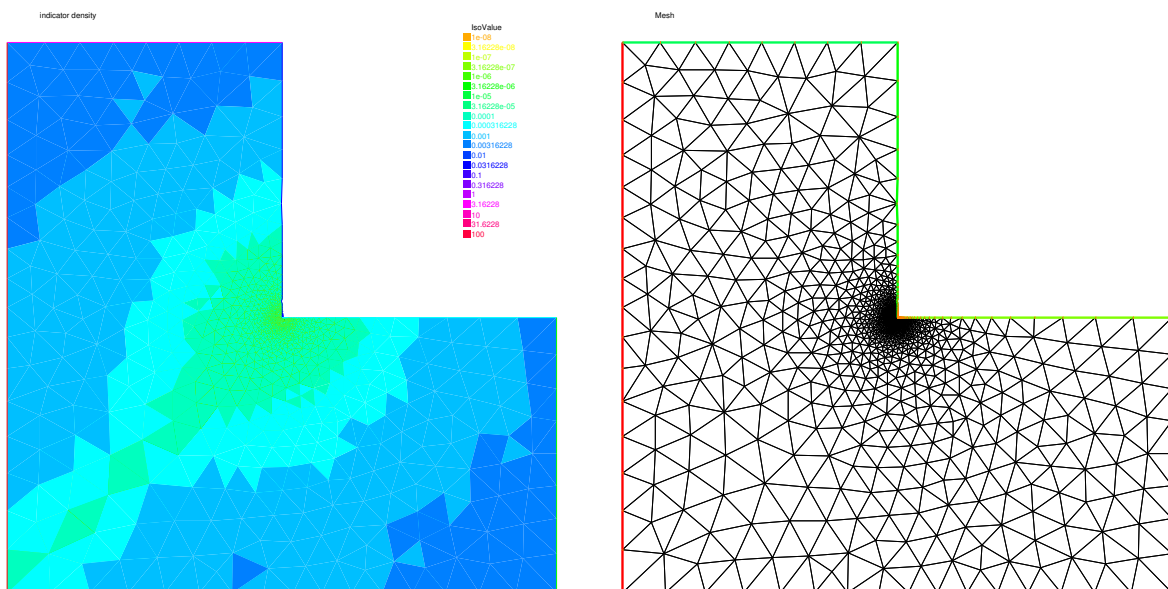 indicator density
IsoValue
1e-08
3.16228e-08
1e-07
3.16228e-07
1e-06
3.16228e-06
1e-05
3.16228e-05
0.0001
0.000316228
0.001
0.00316228
0.01
0.0316228
0.1
0.316228
1
3.16228
10
31.6228
100
Mesh